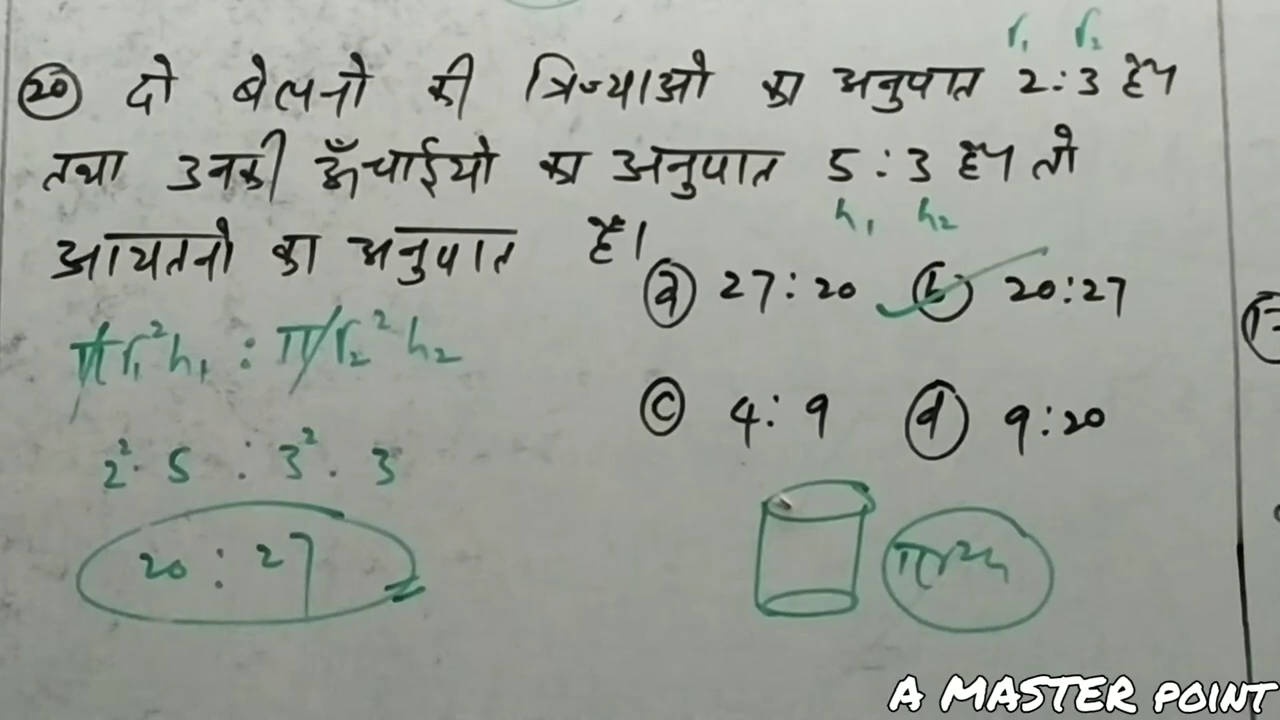 r₁ r₂
(20) दो बेलनो की त्रिज्याओ का अनुपात 2:3 है।
तथा उनकी ऊँचाईयो का अनुपात 5:3 है। तो
h₁ h₂
आयतनो का अनुपात है।
(a) 27:20 (b) 20:27
πr₁²h₁ : πr₂²h₂
(c) 4:9 (d) 9:20
2².5 : 3².3
20:27
πr²h
A MASTER POINT